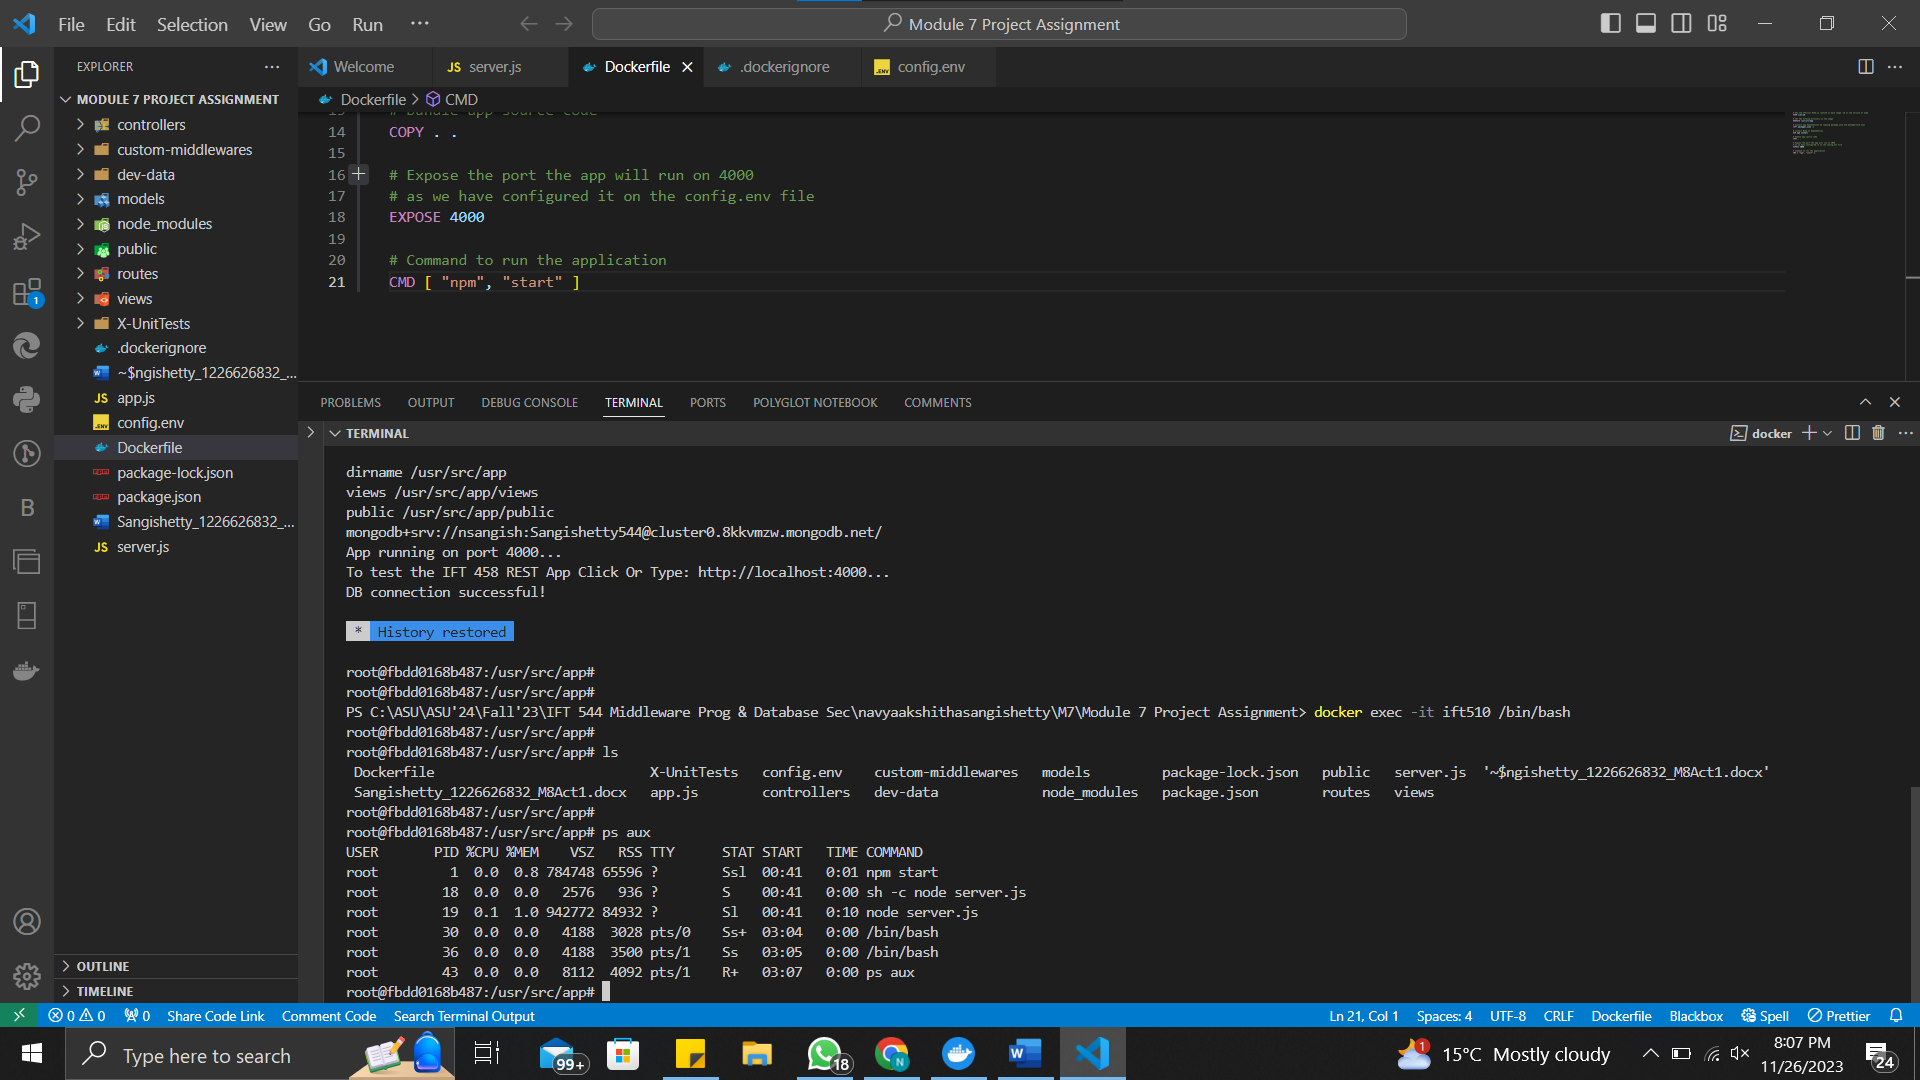 File Edit Selection View Go Run ··· Module 7 Project Assignment
EXPLORER ···
MODULE 7 PROJECT ASSIGNMENT
controllers
custom-middlewares
dev-data
models
node_modules
public
routes
views
X-UnitTests
.dockerignore
~$ngishetty_1226626832_...
app.js
config.env
Dockerfile
package-lock.json
package.json
Sangishetty_1226626832_...
server.js
OUTLINE
TIMELINE
Welcome JS server.js Dockerfile .dockerignore config.env
Dockerfile > CMD
14 COPY . .
15
16 # Expose the port the app will run on 4000
17 # as we have configured it on the config.env file
18 EXPOSE 4000
19
20 # Command to run the application
21 CMD [ "npm", "start" ]
PROBLEMS OUTPUT DEBUG CONSOLE TERMINAL PORTS POLYGLOT NOTEBOOK COMMENTS
TERMINAL docker
dirname /usr/src/app
views /usr/src/app/views
public /usr/src/app/public
mongodb+srv://nsangish:Sangishetty544@cluster0.8kkvmzw.mongodb.net/
App running on port 4000...
To test the IFT 458 REST App Click Or Type: http://localhost:4000...
DB connection successful!
* History restored
root@fbdd0168b487:/usr/src/app#
root@fbdd0168b487:/usr/src/app#
PS C:\ASU\ASU'24\Fall'23\IFT 544 Middleware Prog & Database Sec\navyaakshithasangishetty\M7\Module 7 Project Assignment> docker exec -it ift510 /bin/bash
root@fbdd0168b487:/usr/src/app#
root@fbdd0168b487:/usr/src/app# ls
Dockerfile X-UnitTests config.env custom-middlewares models package-lock.json public server.js '~$ngishetty_1226626832_M8Act1.docx'
Sangishetty_1226626832_M8Act1.docx app.js controllers dev-data node_modules package.json routes views
root@fbdd0168b487:/usr/src/app#
root@fbdd0168b487:/usr/src/app# ps aux
USER PID %CPU %MEM VSZ RSS TTY STAT START TIME COMMAND
root 1 0.0 0.8 784748 65596 ? Ssl 00:41 0:01 npm start
root 18 0.0 0.0 2576 936 ? S 00:41 0:00 sh -c node server.js
root 19 0.1 1.0 942772 84932 ? Sl 00:41 0:10 node server.js
root 30 0.0 0.0 4188 3028 pts/0 Ss+ 03:04 0:00 /bin/bash
root 36 0.0 0.0 4188 3500 pts/1 Ss 03:05 0:00 /bin/bash
root 43 0.0 0.0 8112 4092 pts/1 R+ 03:07 0:00 ps aux
root@fbdd0168b487:/usr/src/app#
0 0 0 Share Code Link Comment Code Search Terminal Output Ln 21, Col 1 Spaces: 4 UTF-8 CRLF Dockerfile Blackbox Spell Prettier
Type here to search 99+ 18 1 15°C Mostly cloudy 8:07 PM
11/26/2023 24